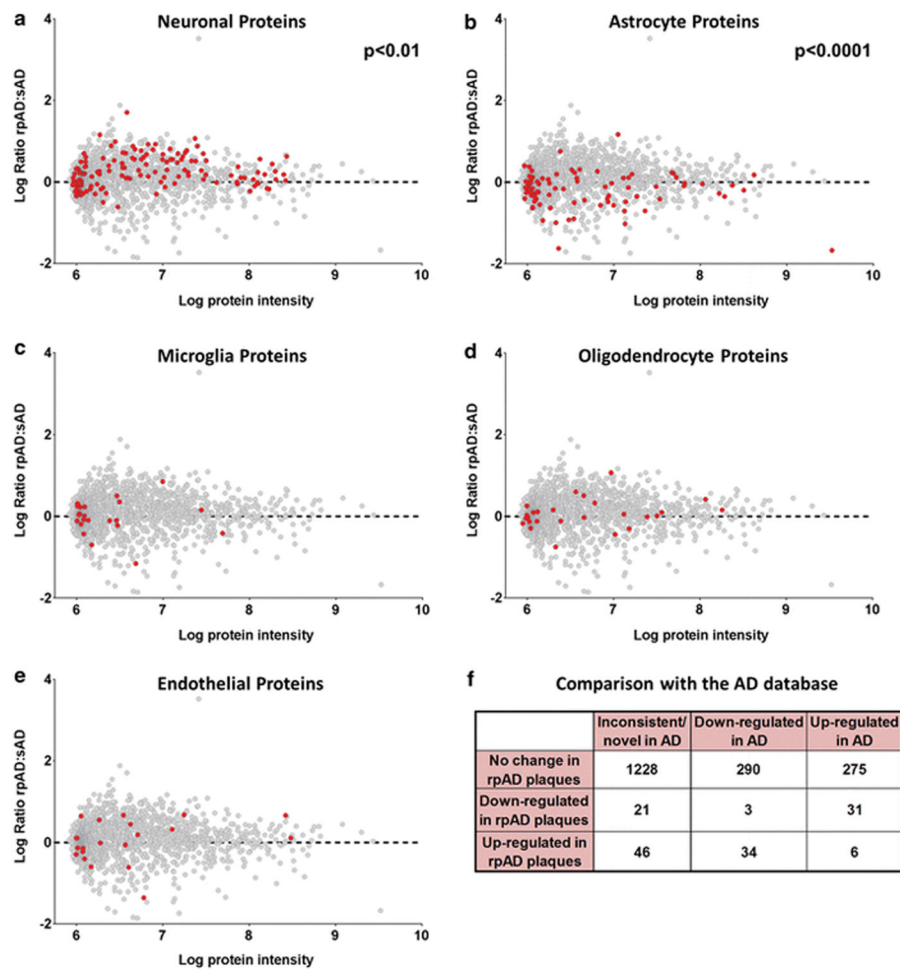 a
Neuronal Proteins
p<0.01
Log Ratio rpAD:sAD
4
2
0
-2
6 7 8 9 10
Log protein intensity
b
Astrocyte Proteins
p<0.0001
Log Ratio rpAD:sAD
4
2
0
-2
6 7 8 9 10
Log protein intensity
c
Microglia Proteins
Log Ratio rpAD:sAD
4
2
0
-2
6 7 8 9 10
Log protein intensity
d
Oligodendrocyte Proteins
Log Ratio rpAD:sAD
4
2
0
-2
6 7 8 9 10
Log protein intensity
e
Endothelial Proteins
Log Ratio rpAD:sAD
4
2
0
-2
6 7 8 9 10
Log protein intensity
f
Comparison with the AD database
Inconsistent/ Down-regulated Up-regulated
novel in AD in AD in AD
No change in
rpAD plaques 1228 290 275
Down-regulated
in rpAD plaques 21 3 31
Up-regulated in
rpAD plaques 46 34 6